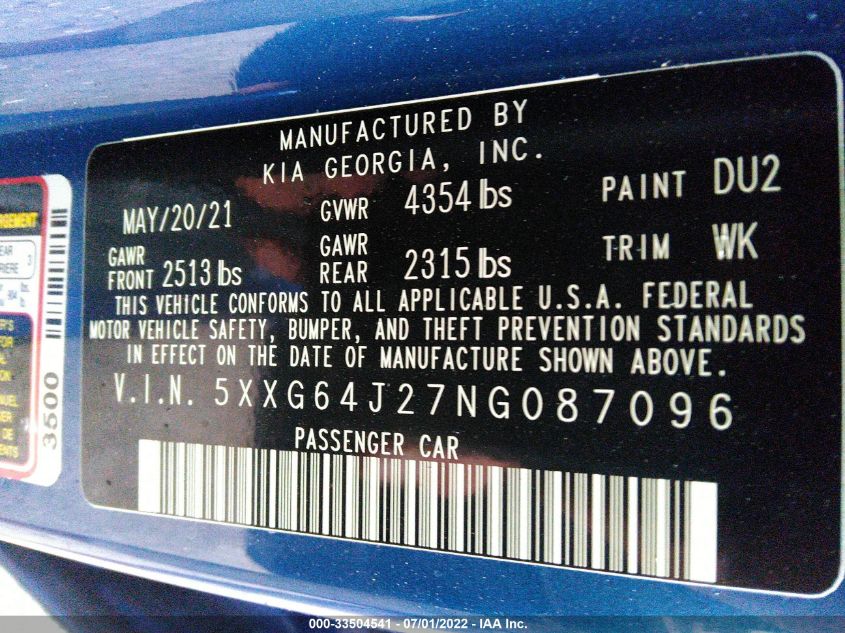 MANUFACTURED BY
KIA GEORGIA, INC.
MAY/20/21 GVWR 4354 lbs PAINT DU2
GAWR FRONT 2513 lbs GAWR REAR 2315 lbs TRIM WK
THIS VEHICLE CONFORMS TO ALL APPLICABLE U.S.A. FEDERAL
MOTOR VEHICLE SAFETY, BUMPER, AND THEFT PREVENTION STANDARDS
IN EFFECT ON THE DATE OF MANUFACTURE SHOWN ABOVE.
V.I.N. 5XXG64J27NG087096
PASSENGER CAR
3500
000-33504541 - 07/01/2022 - IAA Inc.